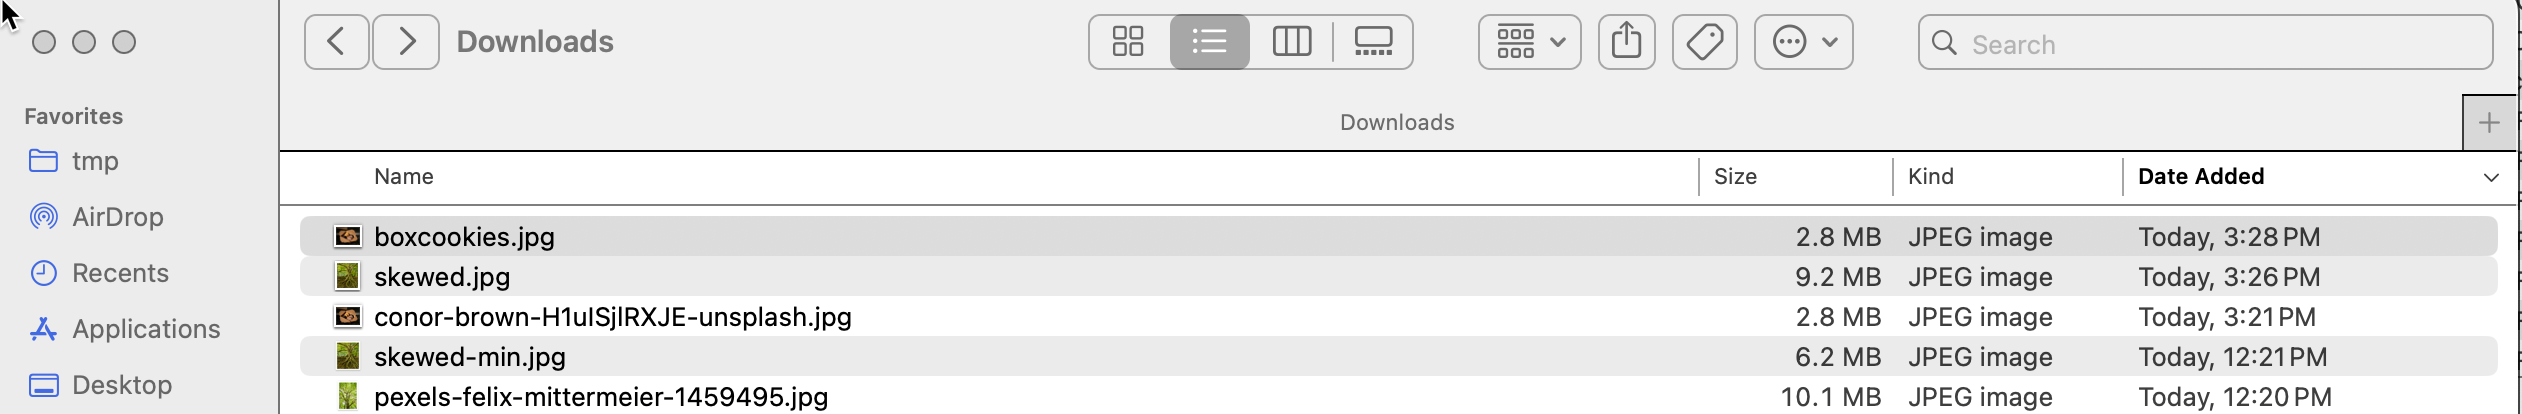 Downloads
Search
Favorites
Downloads
tmp
Name Size Kind Date Added
AirDrop
boxcookies.jpg 2.8 MB JPEG image Today, 3:28 PM
Recents
skewed.jpg 9.2 MB JPEG image Today, 3:26 PM
conor-brown-H1uISjlRXJE-unsplash.jpg 2.8 MB JPEG image Today, 3:21 PM
Applications
skewed-min.jpg 6.2 MB JPEG image Today, 12:21 PM
Desktop
pexels-felix-mittermeier-1459495.jpg 10.1 MB JPEG image Today, 12:20 PM